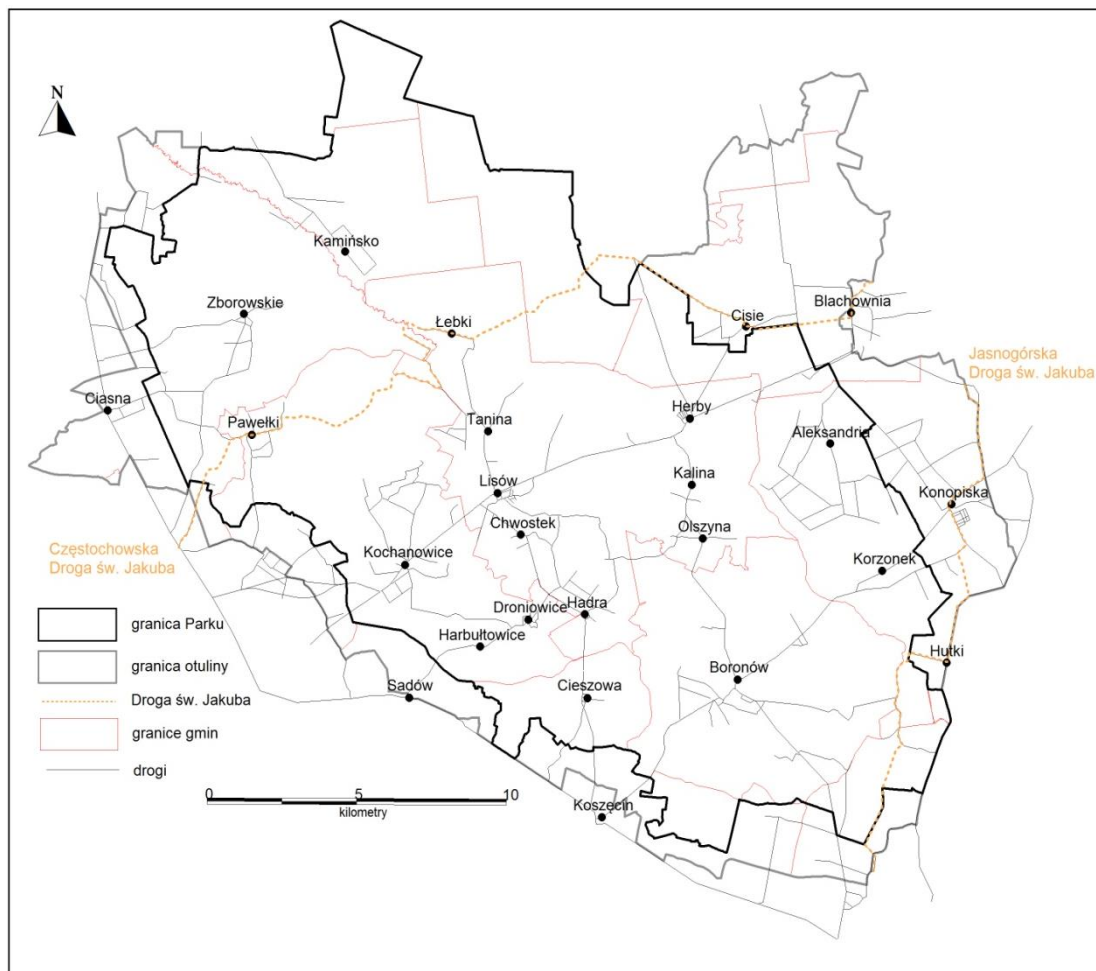 N
Kamińsko
Zborowskie
Łebki
Cisie
Blachownia
Jasnogórska
Droga św. Jakuba
Ciasna
Pawełki
Tanina
Herby
Aleksandria
Lisów
Kalina
Konopiska
Chwostek
Olszyna
Częstochowska
Droga św. Jakuba
Kochanowice
Korzonek
Droniowice
Hadra
Harbułtowice
Hutki
Boronów
Sadów
Cieszowa
Koszęcin
granica Parku
granica otuliny
Droga św. Jakuba
granice gmin
drogi
0 5 10
kilometry